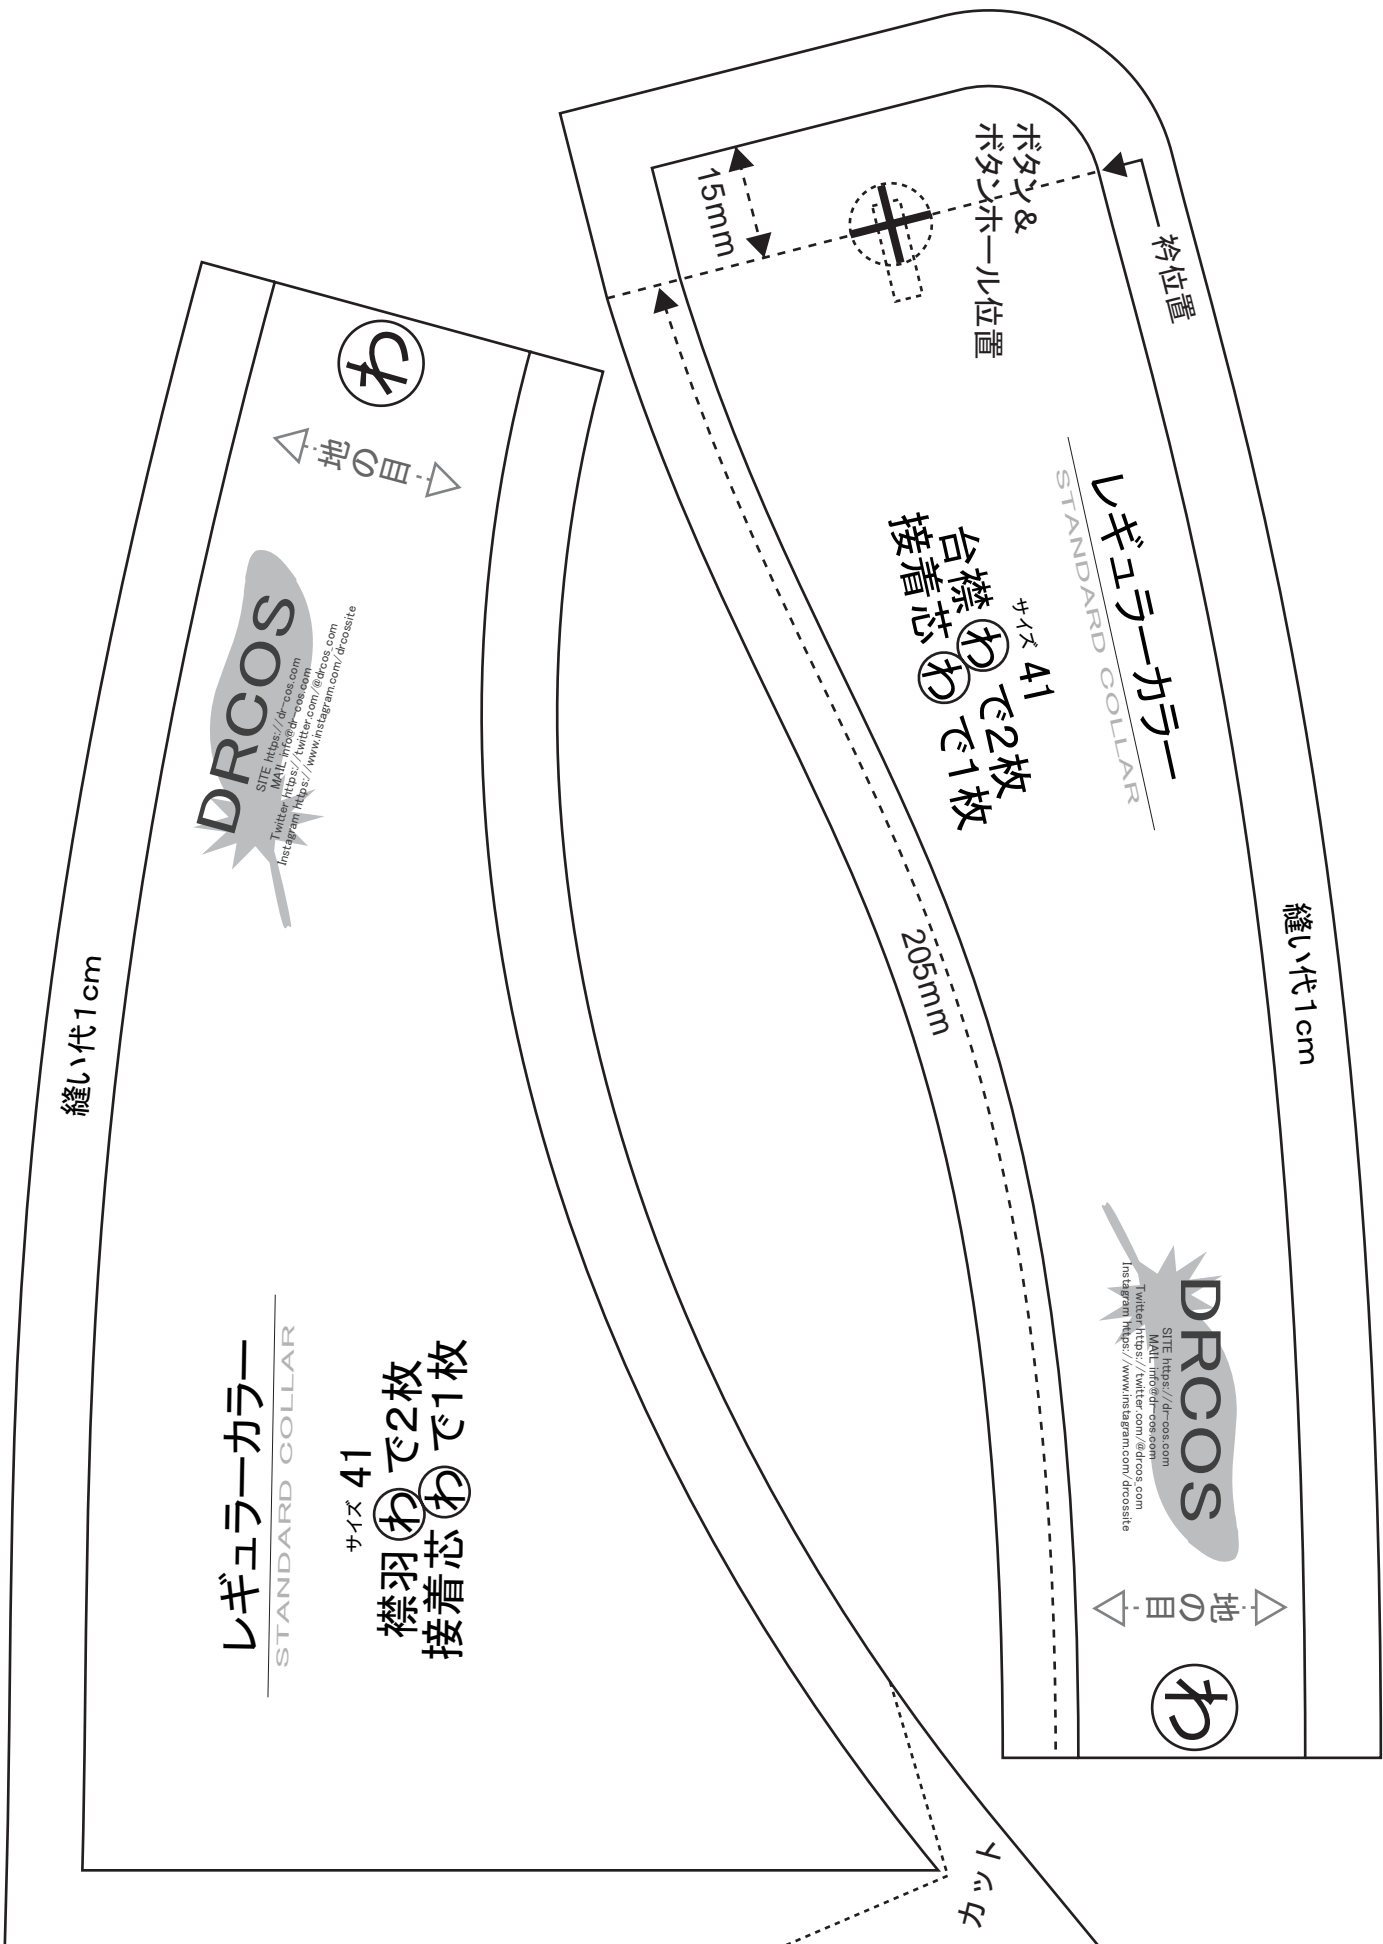 ボタン&
ボタンホール位置
15mm
衿位置
レギュラーカラー
STANDARD COLLAR
サイズ 41
台襟わで2枚
接着芯わで1枚
205mm
縫い代1cm
DRCOS
SITE https://dr-cos.com
MAIL info@dr-cos.com
Twitter https://twitter.com/@drcos_com
Instagram https://www.instagram.com/drcossite
地の目
わ
わ
地の目
DRCOS
SITE https://dr-cos.com
MAIL info@dr-cos.com
Twitter https://twitter.com/@drcos_com
Instagram https://www.instagram.com/drcossite
縫い代1cm
レギュラーカラー
STANDARD COLLAR
サイズ 41
襟羽わで2枚
接着芯わで1枚
カット